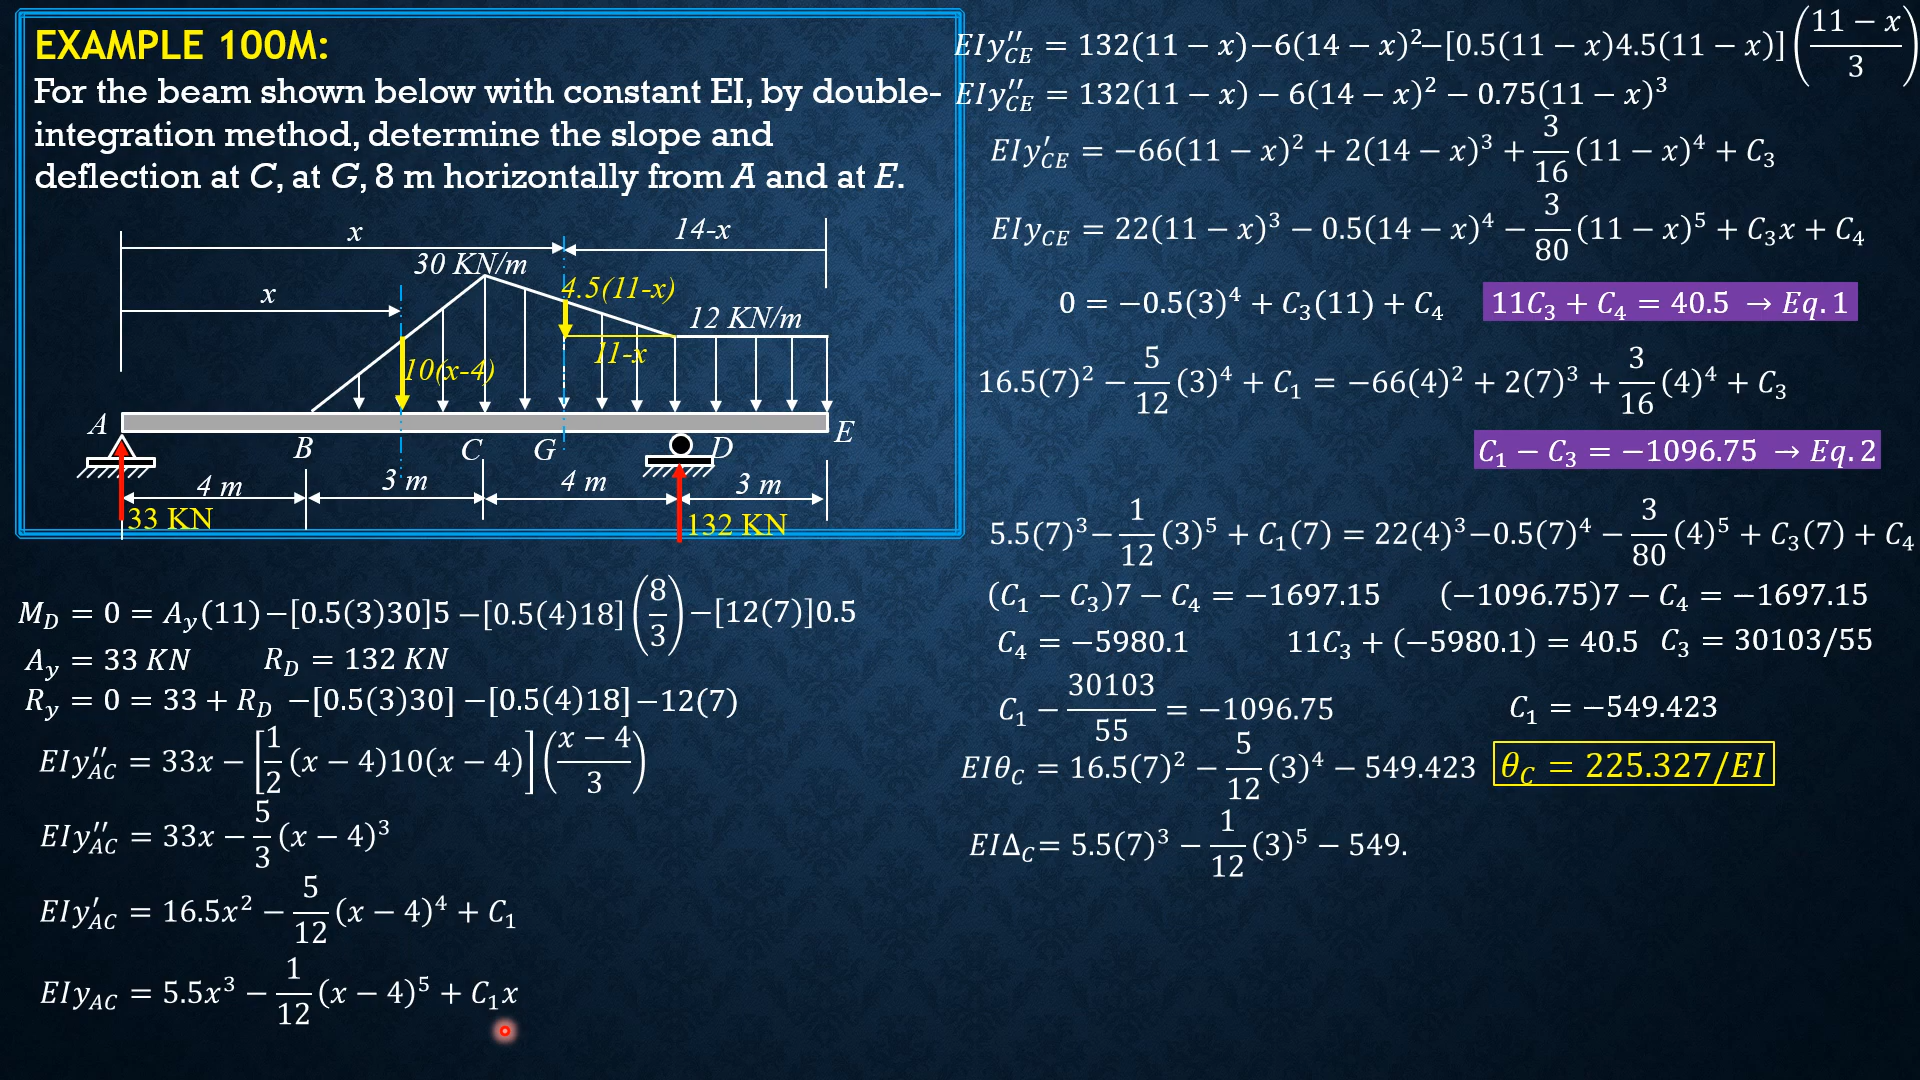 EXAMPLE 100M:
For the beam shown below with constant EI, by double-
integration method, determine the slope and
deflection at C, at G, 8 m horizontally from A and at E.
x
14-x
30 KN/m
x
4.5(11-x)
12 KN/m
11-x
10(x-4)
A
B
C
G
D
E
4 m
3 m
4 m
3 m
33 KN
132 KN
M_D = 0 = A_y(11) −[0.5(3)30]5 −[0.5(4)18](8/3) −[12(7)]0.5
A_y = 33 KN R_D = 132 KN
R_y = 0 = 33 + R_D −[0.5(3)30] −[0.5(4)18] −12(7)
EIy″_AC = 33x − [1/2 (x − 4)10(x − 4)] ((x − 4)/3)
EIy″_AC = 33x − 5/3 (x − 4)³
EIy′_AC = 16.5x² − 5/12 (x − 4)⁴ + C₁
EIy_AC = 5.5x³ − 1/12 (x − 4)⁵ + C₁x
EIy″_CE = 132(11 − x)−6(14 − x)²−[0.5(11 − x)4.5(11 − x)] ((11 − x)/3)
EIy″_CE = 132(11 − x) − 6(14 − x)² − 0.75(11 − x)³
EIy′_CE = −66(11 − x)² + 2(14 − x)³ + 3/16 (11 − x)⁴ + C₃
EIy_CE = 22(11 − x)³ − 0.5(14 − x)⁴ − 3/80 (11 − x)⁵ + C₃x + C₄
0 = −0.5(3)⁴ + C₃(11) + C₄ 11C₃ + C₄ = 40.5 → Eq. 1
16.5(7)² − 5/12 (3)⁴ + C₁ = −66(4)² + 2(7)³ + 3/16 (4)⁴ + C₃
C₁ − C₃ = −1096.75 → Eq. 2
5.5(7)³− 1/12 (3)⁵ + C₁(7) = 22(4)³−0.5(7)⁴ − 3/80 (4)⁵ + C₃(7) + C₄
(C₁ − C₃)7 − C₄ = −1697.15 (−1096.75)7 − C₄ = −1697.15
C₄ = −5980.1 11C₃ + (−5980.1) = 40.5 C₃ = 30103/55
C₁ − 30103/55 = −1096.75 C₁ = −549.423
EIθ_C = 16.5(7)² − 5/12 (3)⁴ − 549.423 θ_C = 225.327/EI
EIΔ_C= 5.5(7)³ − 1/12 (3)⁵ − 549.